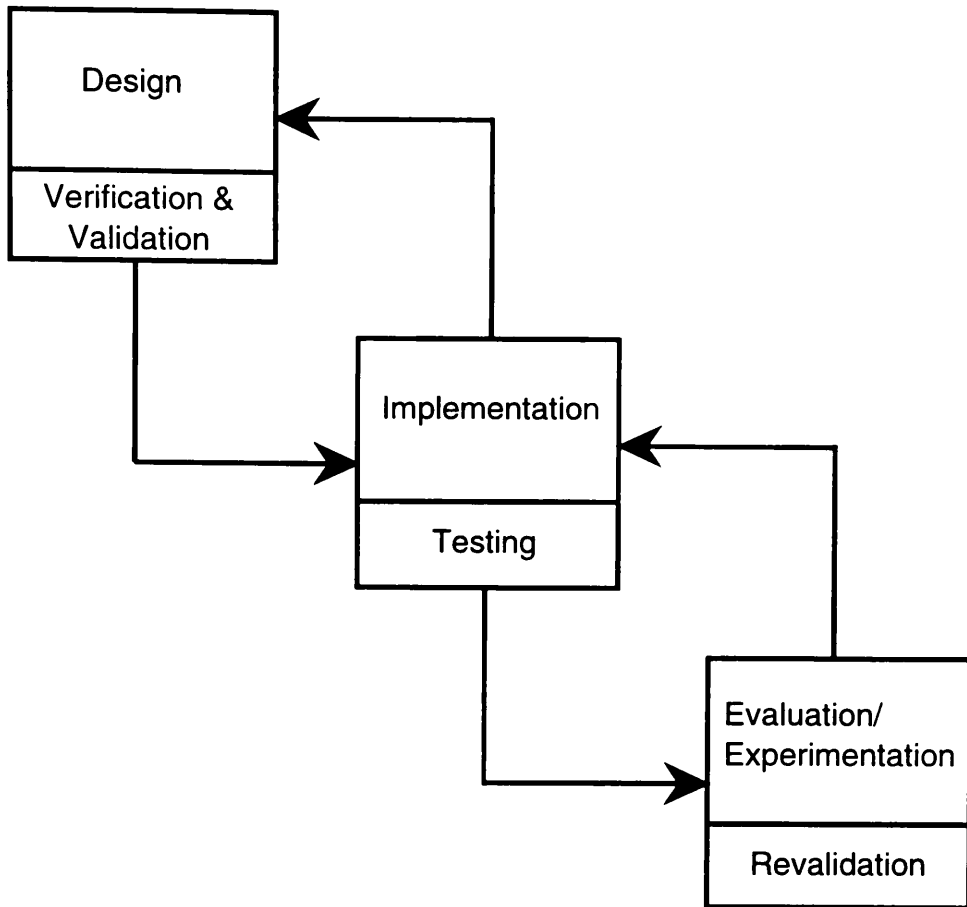 Design
Verification &
Validation
Implementation
Testing
Evaluation/
Experimentation
Revalidation